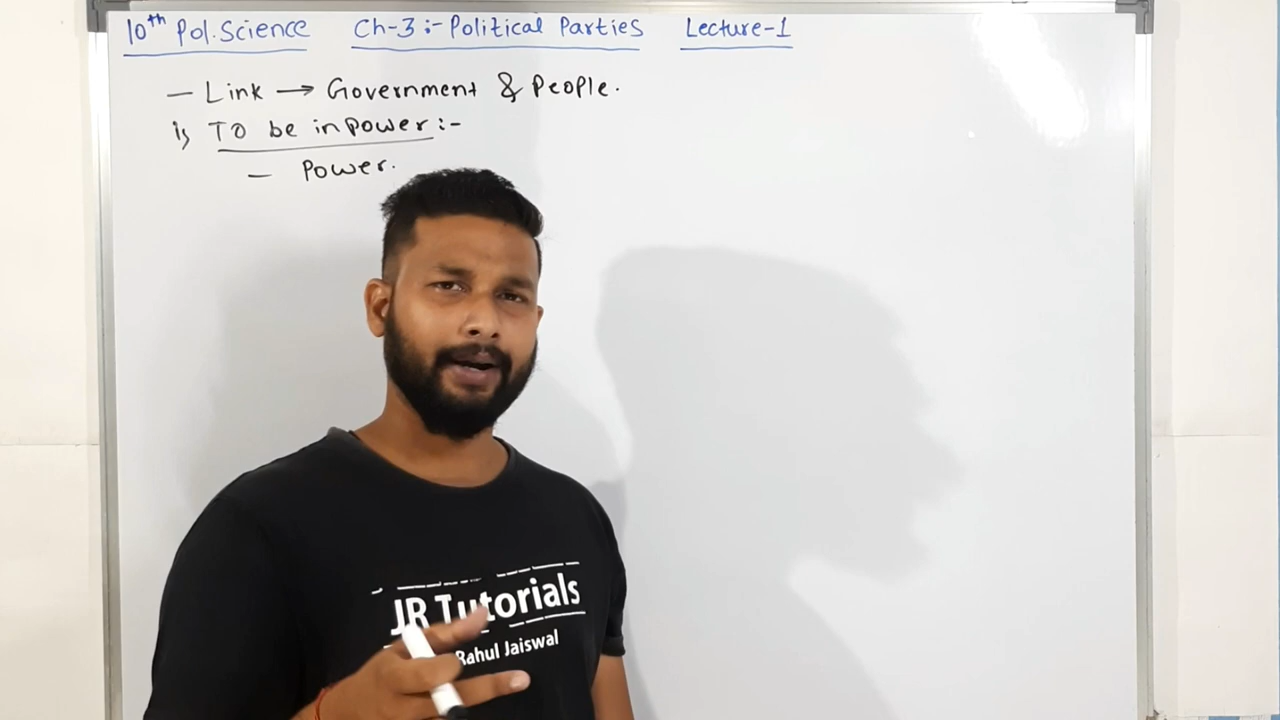 10th Pol. Science Ch-3:- Political Parties Lecture-1
— Link → Government & People.
i, To be in power:-
— Power.
JR Tutorials
Rahul Jaiswal